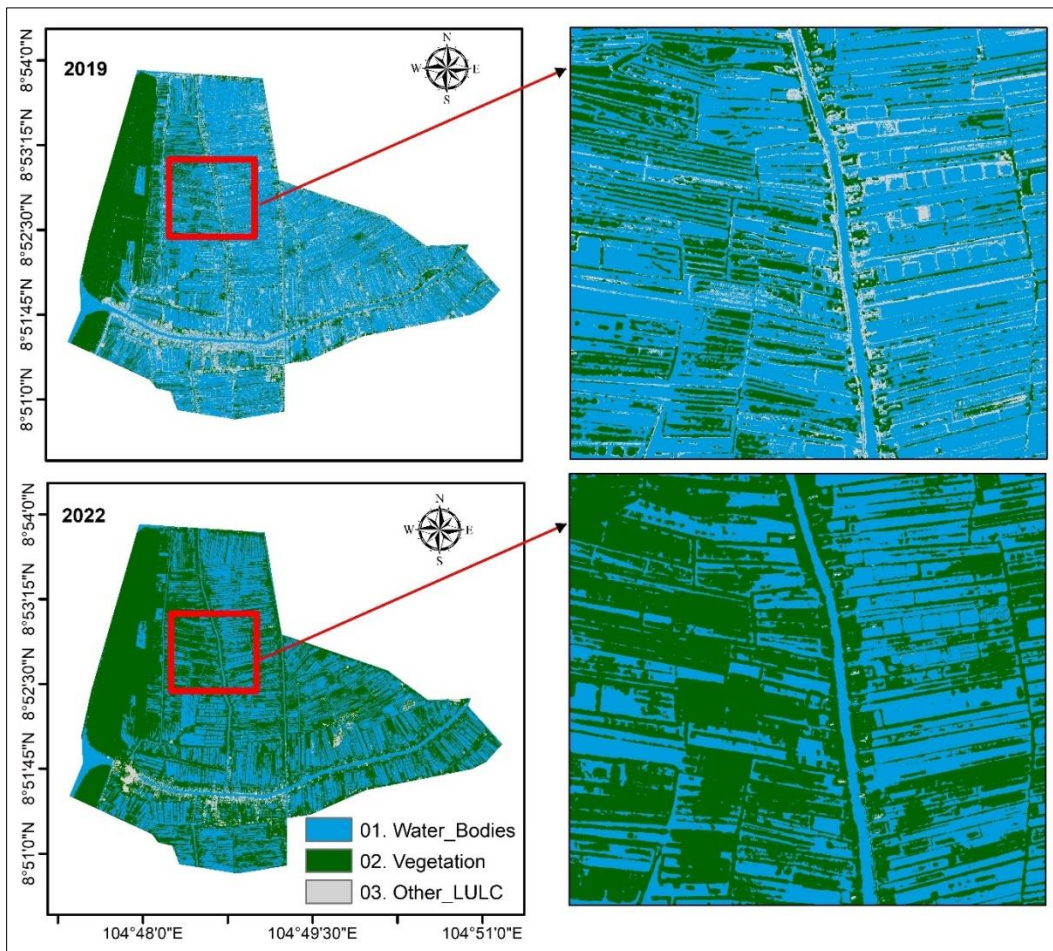 2019
N
W E
S
8°54'0"N
8°53'15"N
8°52'30"N
8°51'45"N
8°51'0"N
2022
N
W E
S
8°54'0"N
8°53'15"N
8°52'30"N
8°51'45"N
8°51'0"N
01. Water_Bodies
02. Vegetation
03. Other_LULC
104°48'0"E 104°49'30"E 104°51'0"E